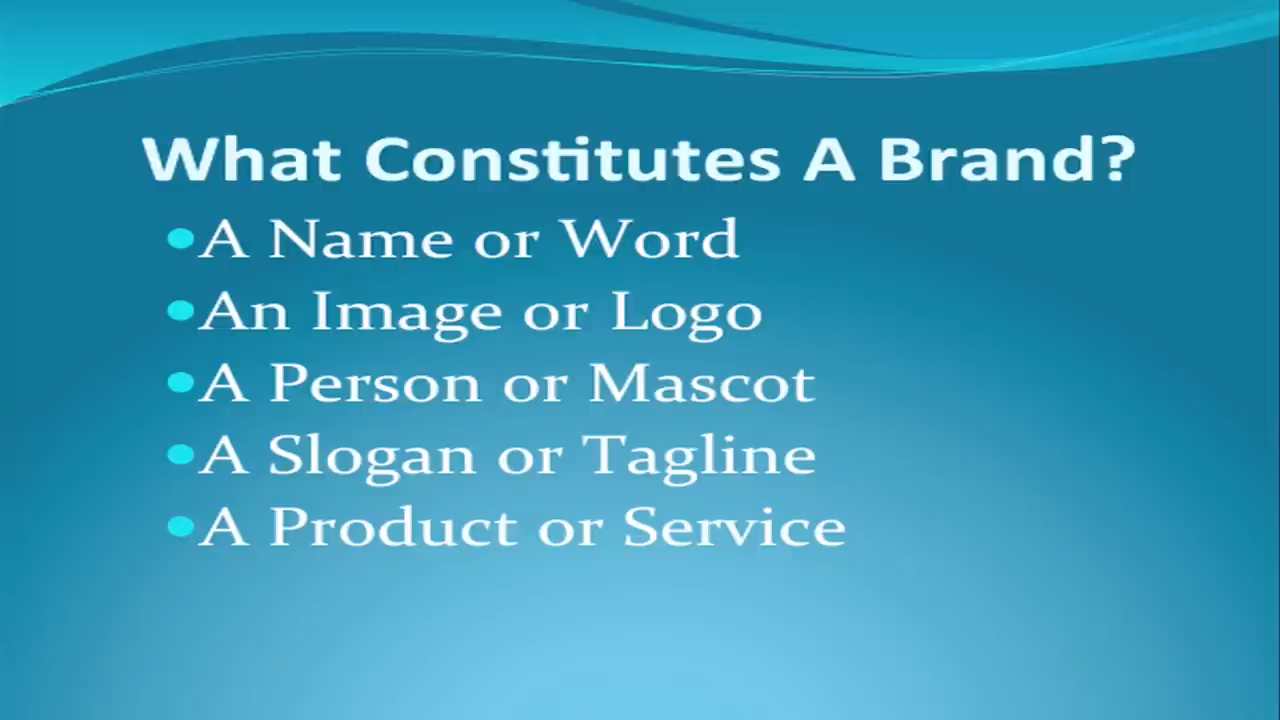 What Constitutes A Brand?
•A Name or Word
•An Image or Logo
•A Person or Mascot
•A Slogan or Tagline
•A Product or Service